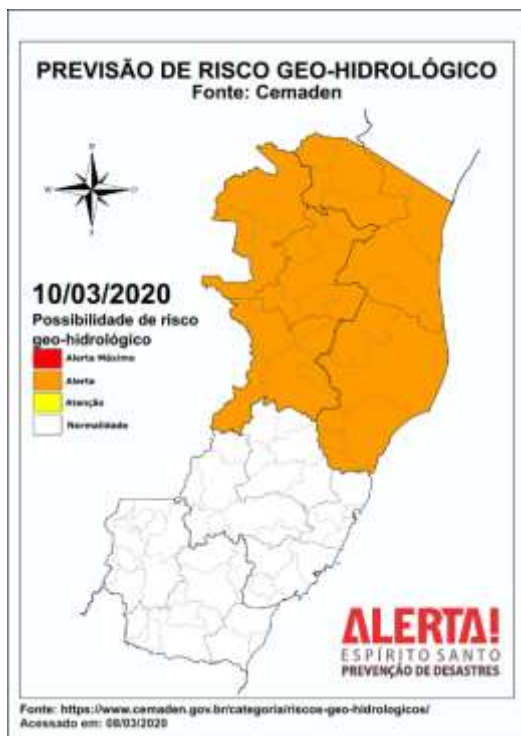 PREVISÃO DE RISCO GEO-HIDROLÓGICO
Fonte: Cemaden
N
W
O
S
10/03/2020
Possibilidade de risco
geo-hidrológico
Alerta Máximo
Alerta
Atenção
Normalidade
ALERTA!
ESPÍRITO SANTO
PREVENÇÃO DE DESASTRES
Fonte: https://www.cemaden.gov.br/categoria/riscos-geo-hidrologicos/
Acessado em: 08/03/2020